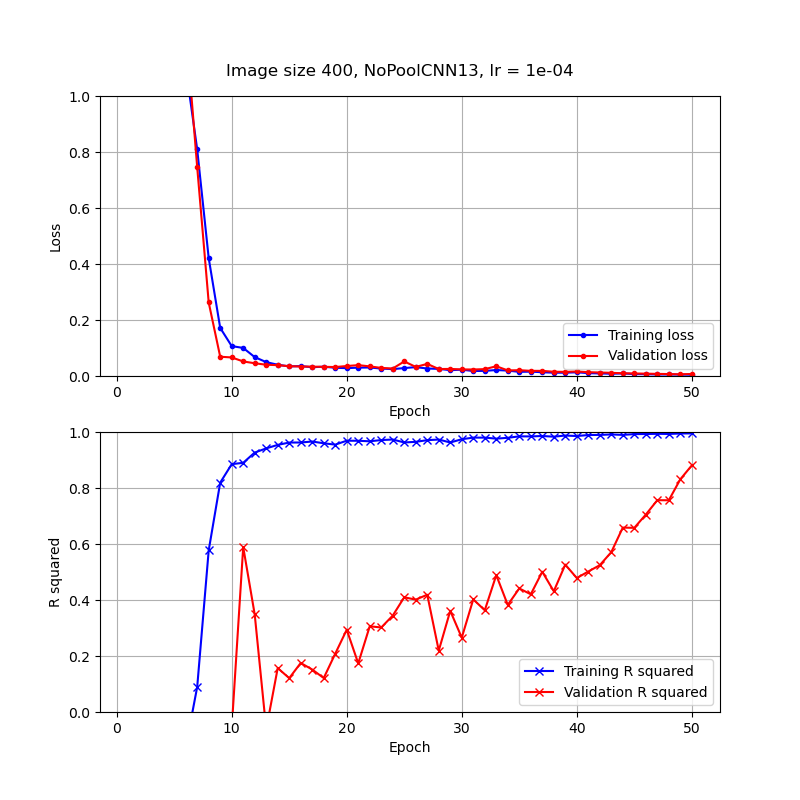 Image size 400, NoPoolCNN13, lr = 1e-04
1.0
0.8
0.6
0.4
0.2
0.0
Loss
Training loss
Validation loss
0 10 20 30 40 50
Epoch
1.0
0.8
0.6
0.4
0.2
0.0
R squared
Training R squared
Validation R squared
0 10 20 30 40 50
Epoch